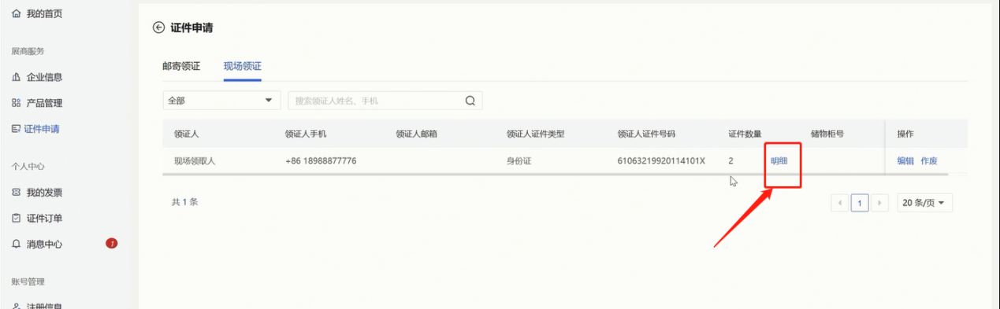 我的首页
展商服务
企业信息
产品管理
证件申请
个人中心
我的发票
证件订单
消息中心 1
账号管理
注册信息
证件申请
邮寄领证 现场领证
全部 搜索领证人姓名、手机
领证人 领证人手机 领证人邮箱 领证人证件类型 领证人证件号码 证件数量 储物柜号 操作
现场领取人 +86 18988877776 身份证 61063219920114101X 2 明细 编辑 作废
共 1 条 1 20 条/页